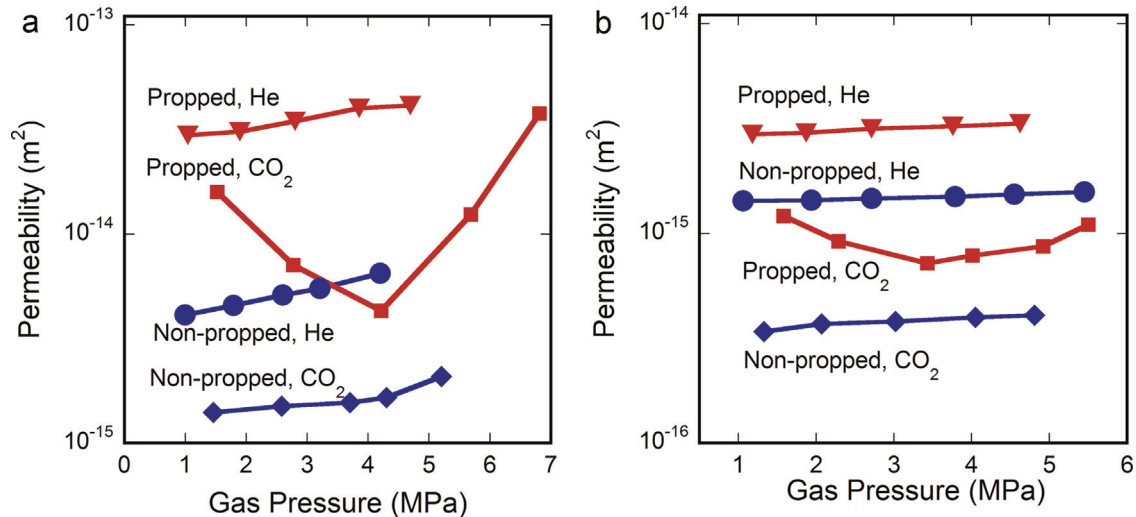 a
10^-13
10^-14
10^-15
Permeability (m²)
Propped, He
Propped, CO₂
Non-propped, He
Non-propped, CO₂
0 1 2 3 4 5 6 7
Gas Pressure (MPa)
b
10^-14
10^-15
10^-16
Permeability (m²)
Propped, He
Non-propped, He
Propped, CO₂
Non-propped, CO₂
1 2 3 4 5 6
Gas Pressure (MPa)